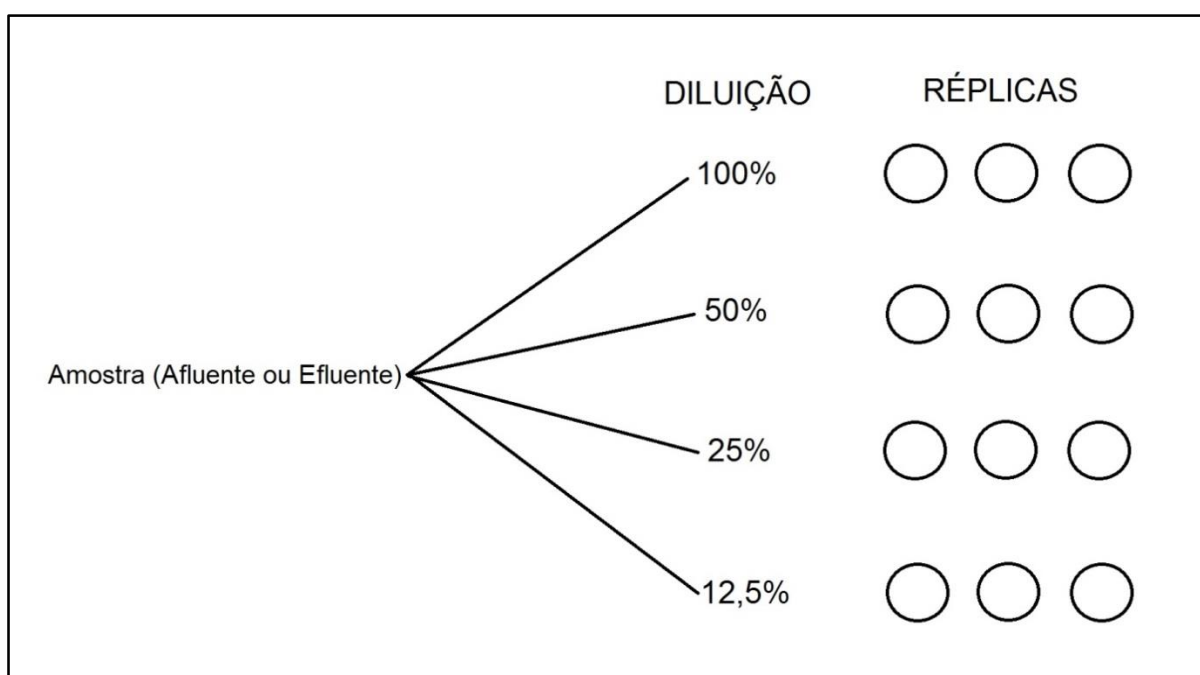 DILUIÇÃO RÉPLICAS
100%
50%
Amostra (Afluente ou Efluente)
25%
12,5%